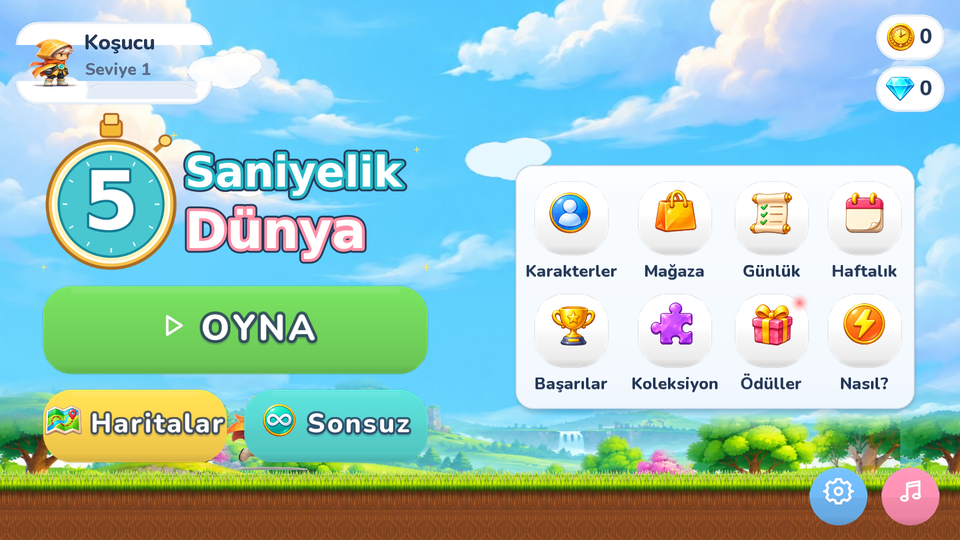 Koşucu
Seviye 1
0
0
5
Saniyelik
Dünya
OYNA
Haritalar
Sonsuz
Karakterler
Mağaza
Günlük
Haftalık
Başarılar
Koleksiyon
Ödüller
Nasıl?